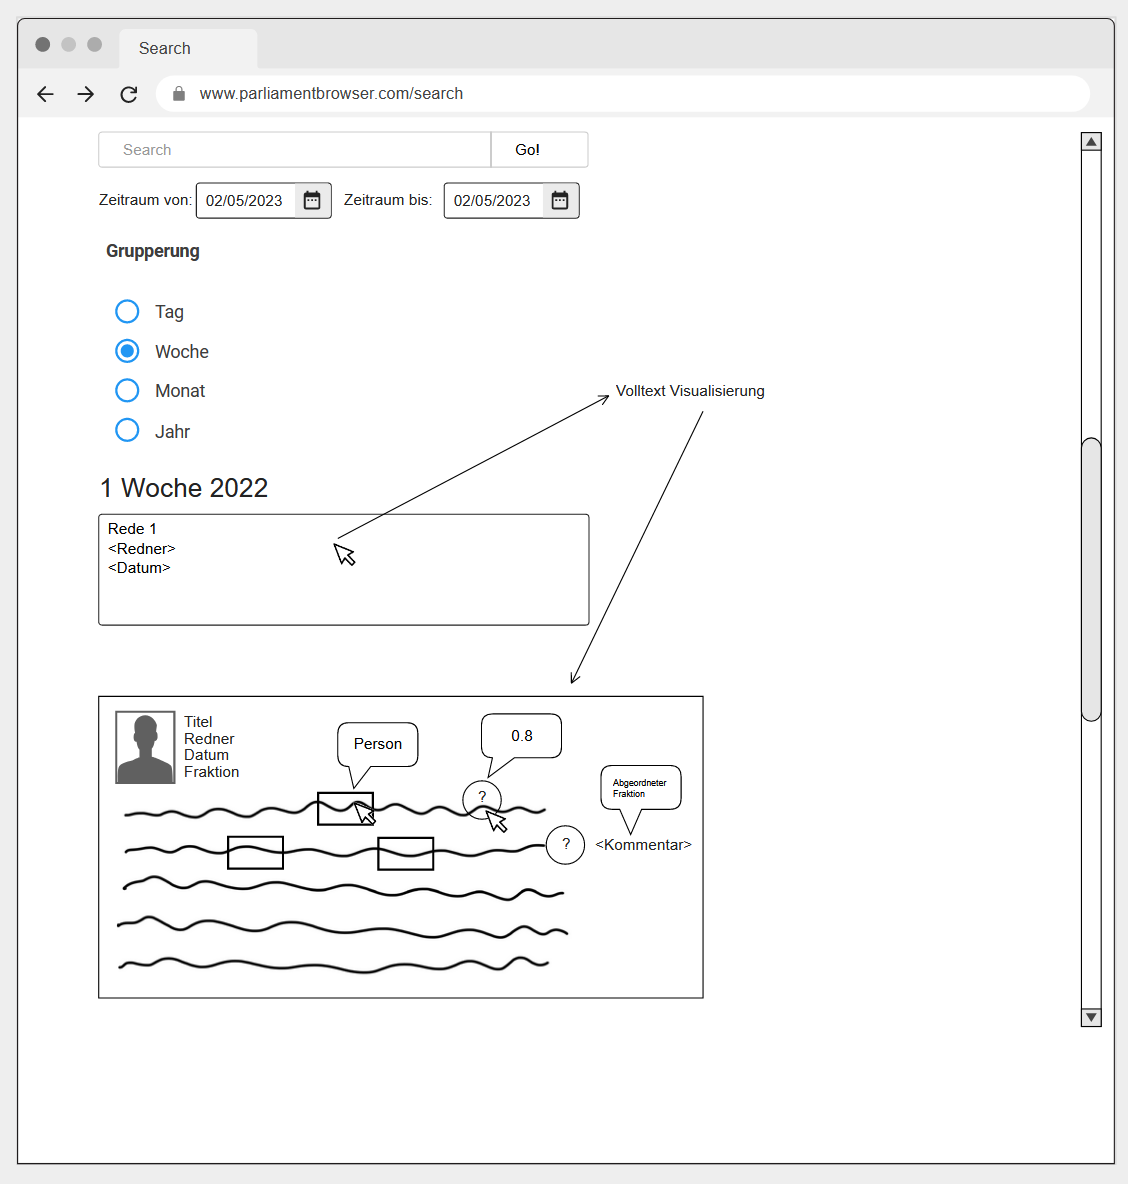 Search
www.parliamentbrowser.com/search
Search
Go!
Zeitraum von:
02/05/2023
Zeitraum bis:
02/05/2023
Grupperung
Tag
Woche
Monat
Jahr
Volltext Visualisierung
1 Woche 2022
Rede 1
<Redner>
<Datum>
Titel
Redner
Datum
Fraktion
Person
0.8
?
Abgeordneter
Fraktion
?
<Kommentar>